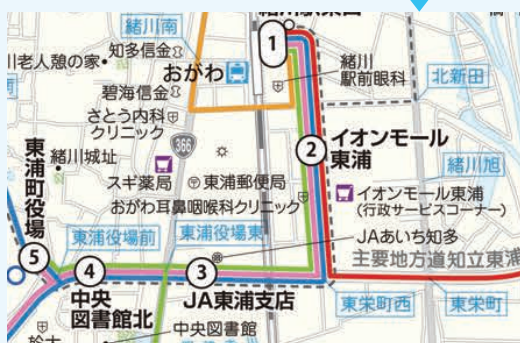 緒川南
知多信金
川老人憩の家
おがわ
1
緒川
駅前眼科
北新田
碧海信金
さとう内科
クリニック
366
2
イオンモール
東浦
東浦町役場
緒川城址
緒川旭
スギ薬局
東浦郵便局
イオンモール東浦
(行政サービスコーナー)
おがわ耳鼻咽喉科クリニック
東浦役場前
東浦役場東
JAあいち知多
主要地方道知立東浦
5
4
3
中央
図書館北
JA東浦支店
東栄町西
東栄町
中央図書館